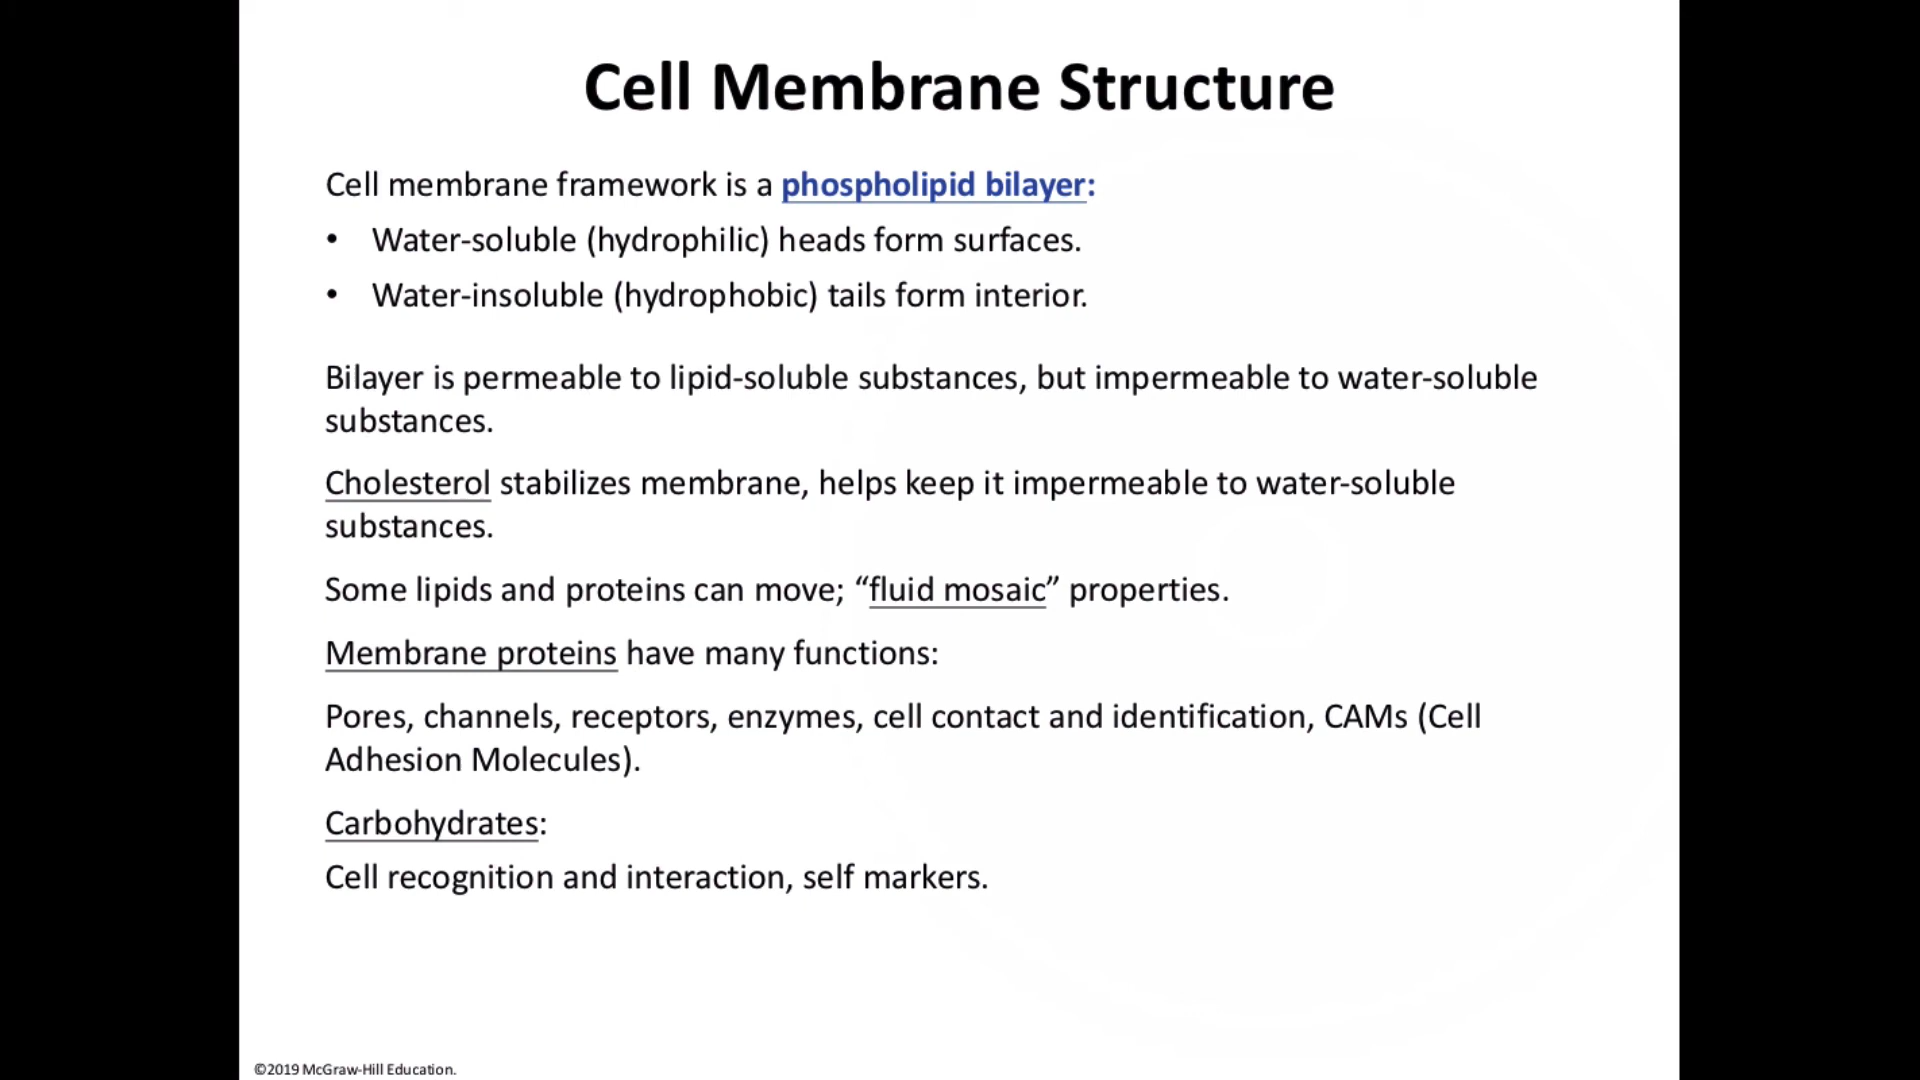 Cell Membrane Structure
Cell membrane framework is a phospholipid bilayer:
• Water-soluble (hydrophilic) heads form surfaces.
• Water-insoluble (hydrophobic) tails form interior.
Bilayer is permeable to lipid-soluble substances, but impermeable to water-soluble
substances.
Cholesterol stabilizes membrane, helps keep it impermeable to water-soluble
substances.
Some lipids and proteins can move; “fluid mosaic” properties.
Membrane proteins have many functions:
Pores, channels, receptors, enzymes, cell contact and identification, CAMs (Cell
Adhesion Molecules).
Carbohydrates:
Cell recognition and interaction, self markers.
©2019 McGraw-Hill Education.